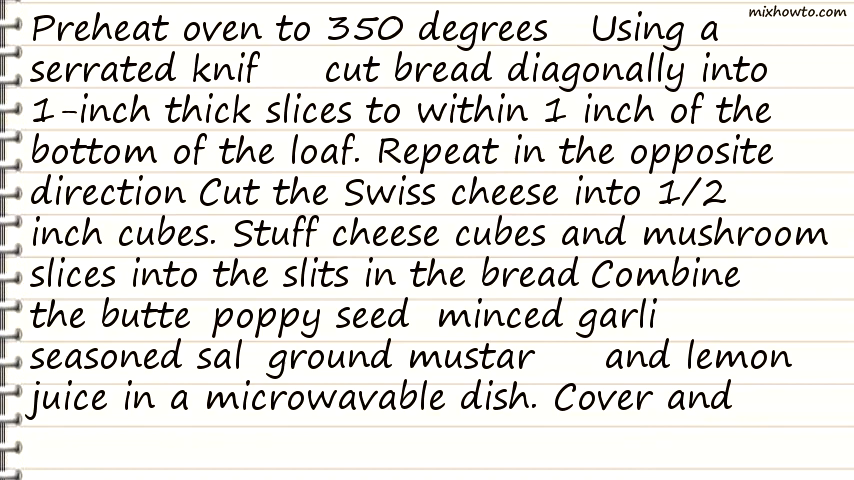 mixhowto.com
Preheat oven to 350 degrees Using a
serrated knif cut bread diagonally into
1-inch thick slices to within 1 inch of the
bottom of the loaf. Repeat in the opposite
direction Cut the Swiss cheese into 1/2
inch cubes. Stuff cheese cubes and mushroom
slices into the slits in the bread Combine
the butte poppy seed minced garli
seasoned sal ground mustar and lemon
juice in a microwavable dish. Cover and